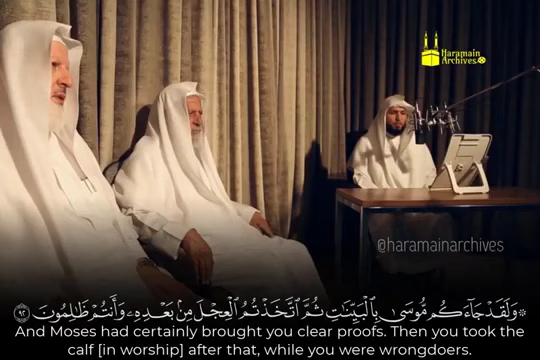 Haramain
Archives
@haramainarchives
۞ وَلَقَدْ جَآءَكُم مُّوسَىٰ بِٱلْبَيِّنَٰتِ ثُمَّ ٱتَّخَذْتُمُ ٱلْعِجْلَ مِنۢ بَعْدِهِۦ وَأَنتُمْ ظَٰلِمُونَ ٩٢
And Moses had certainly brought you clear proofs. Then you took the
calf [in worship] after that, while you were wrongdoers.